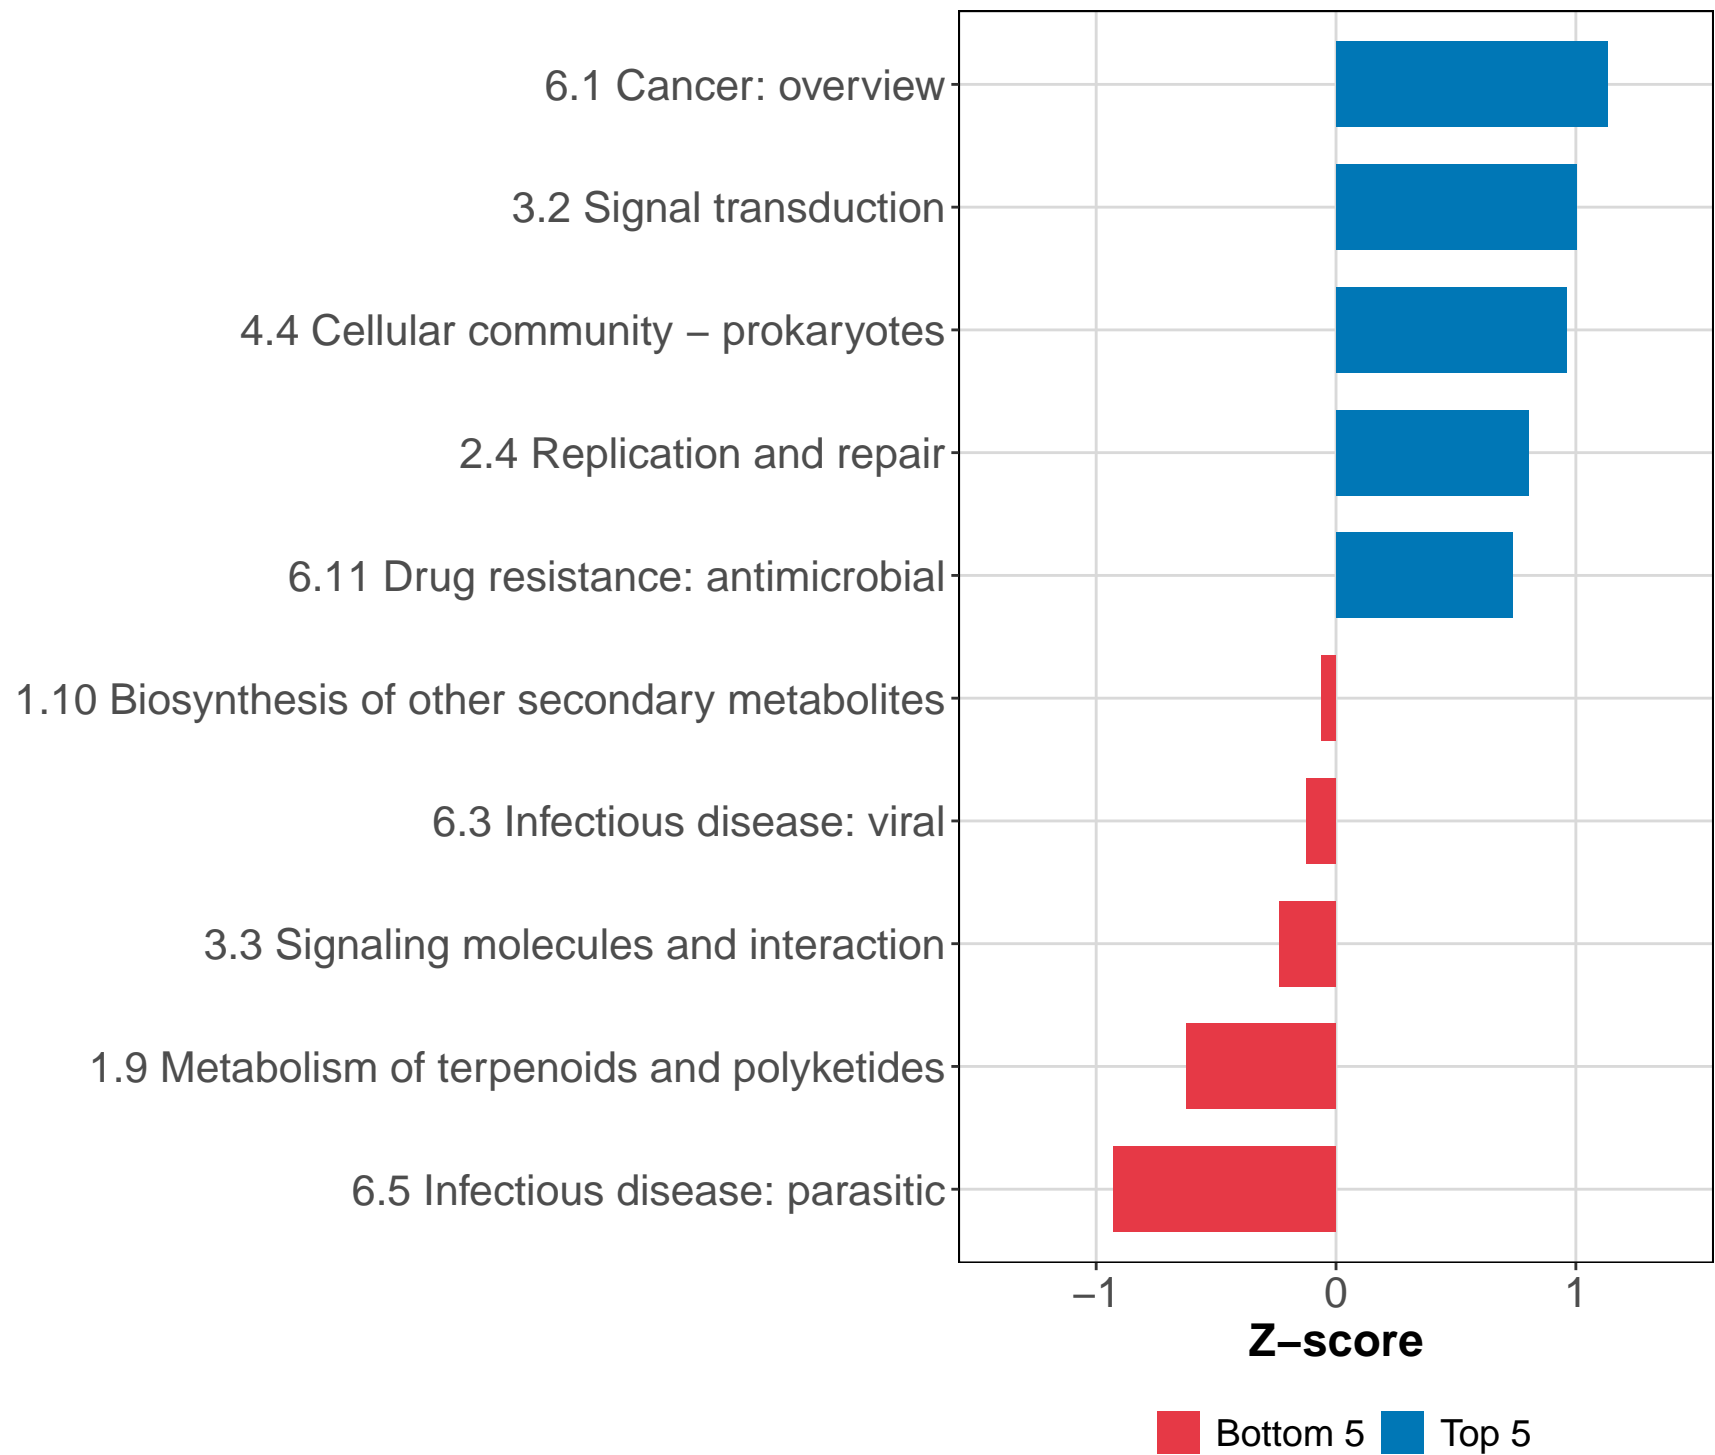 6.1 Cancer: overview
3.2 Signal transduction
4.4 Cellular community − prokaryotes
2.4 Replication and repair
6.11 Drug resistance: antimicrobial
1.10 Biosynthesis of other secondary metabolites
6.3 Infectious disease: viral
3.3 Signaling molecules and interaction
1.9 Metabolism of terpenoids and polyketides
6.5 Infectious disease: parasitic
−1 0 1
Z−score
Bottom 5 Top 5